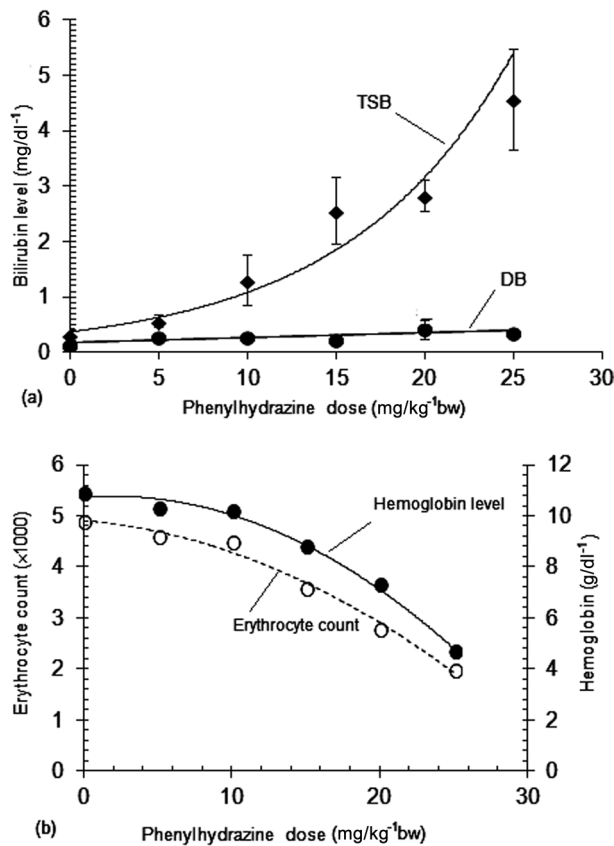 6
5
4
3
2
1
0
Bilirubin level (mg/dl⁻¹)
TSB
DB
0 5 10 15 20 25 30
(a)
Phenylhydrazine dose (mg/kg⁻¹bw)
6
5
4
3
2
1
0
Erythrocyte count (×1000)
12
10
8
6
4
2
0
Hemoglobin (g/dl⁻¹)
Hemoglobin level
Erythrocyte count
0 10 20 30
(b)
Phenylhydrazine dose (mg/kg⁻¹bw)